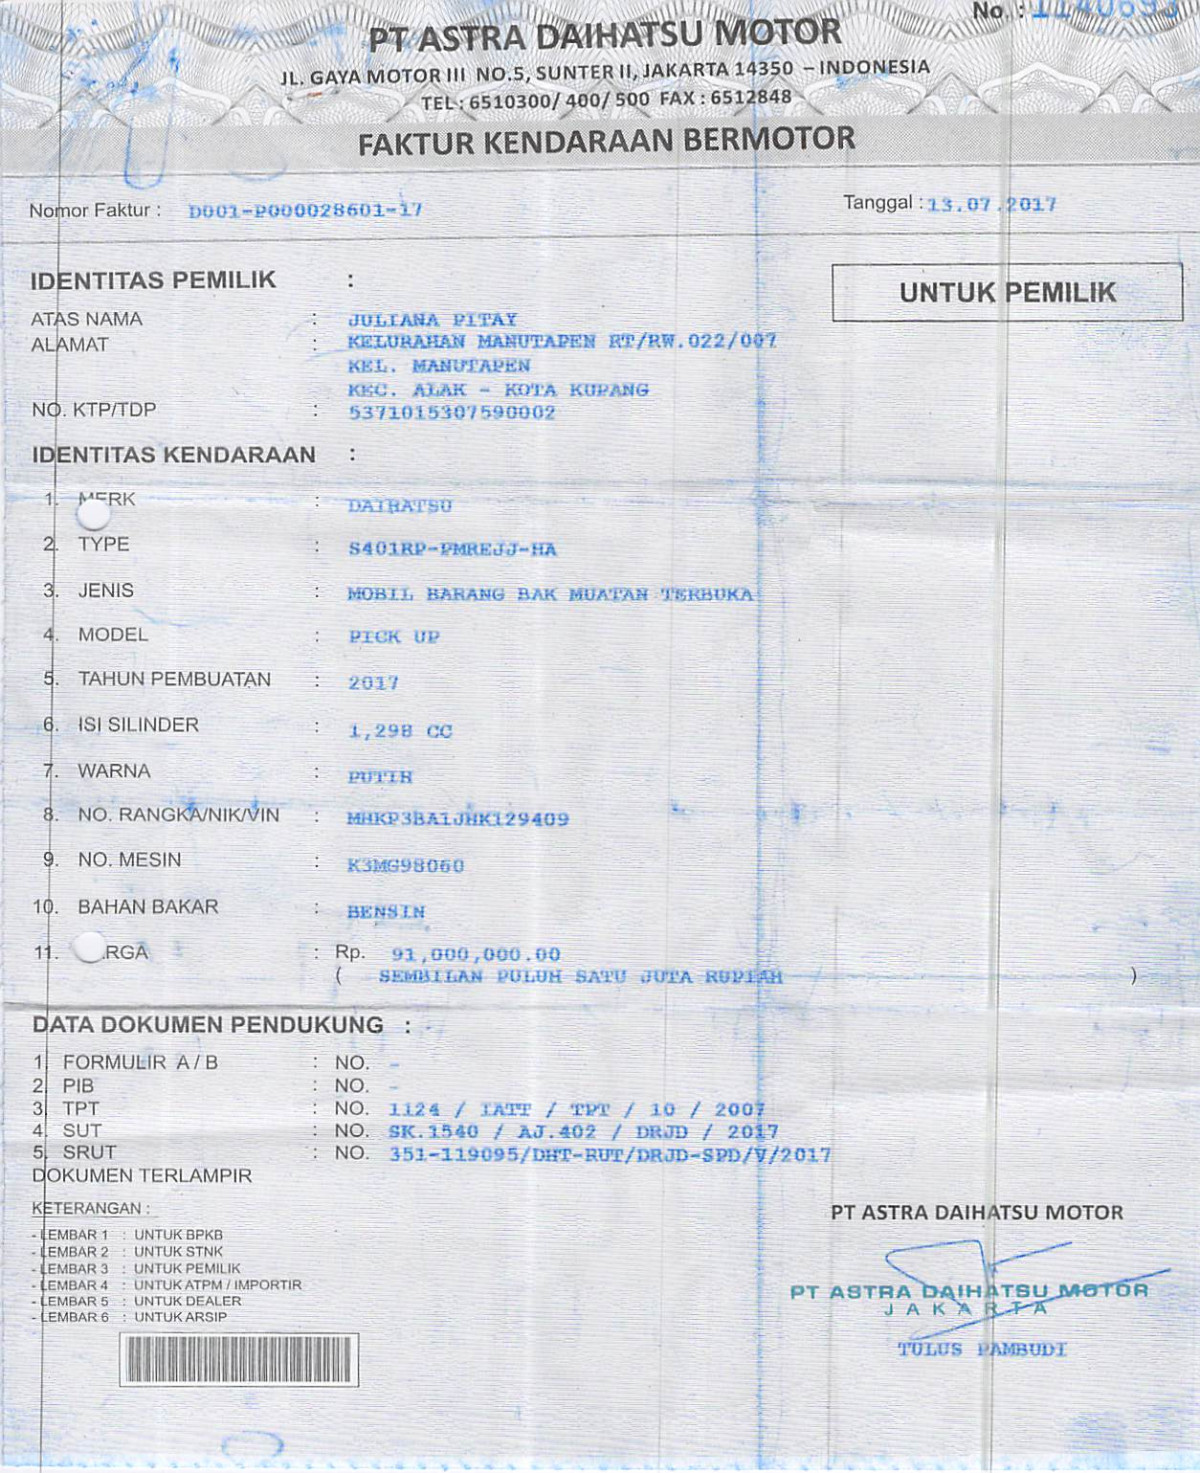 No. : 1140693
PT ASTRA DAIHATSU MOTOR
JL. GAYA MOTOR III NO.5, SUNTER II, JAKARTA 14350 – INDONESIA
TEL : 6510300/ 400/ 500 FAX : 6512848
FAKTUR KENDARAAN BERMOTOR
Nomor Faktur : D001-P000028601-17
Tanggal : 13.07.2017
IDENTITAS PEMILIK :
UNTUK PEMILIK
ATAS NAMA : JULIANA PITAY
ALAMAT : KELURAHAN MANUTAPEN RT/RW.022/007
KEL. MANUTAPEN
KEC. ALAK - KOTA KUPANG
NO. KTP/TDP : 5371015307590002
IDENTITAS KENDARAAN :
1. MERK : DAIHATSU
2. TYPE : S401RP-PMREJJ-HA
3. JENIS : MOBIL BARANG BAK MUATAN TERBUKA
4. MODEL : PICK UP
5. TAHUN PEMBUATAN : 2017
6. ISI SILINDER : 1,298 CC
7. WARNA : PUTIH
8. NO. RANGKA/NIK/VIN : MHKP3BA1JHK129409
9. NO. MESIN : K3MG98060
10. BAHAN BAKAR : BENSIN
11. RGA : Rp. 91,000,000.00
( SEMBILAN PULUH SATU JUTA RUPIAH )
DATA DOKUMEN PENDUKUNG :
1. FORMULIR A / B : NO. -
2. PIB : NO. -
3. TPT : NO. 1124 / IATT / TPT / 10 / 2007
4. SUT : NO. SK.1540 / AJ.402 / DRJD / 2017
5. SRUT : NO. 351-119095/DHT-RUT/DRJD-SPD/V/2017
DOKUMEN TERLAMPIR
KETERANGAN :
- LEMBAR 1 : UNTUK BPKB
- LEMBAR 2 : UNTUK STNK
- LEMBAR 3 : UNTUK PEMILIK
- LEMBAR 4 : UNTUK ATPM / IMPORTIR
- LEMBAR 5 : UNTUK DEALER
- LEMBAR 6 : UNTUK ARSIP
PT ASTRA DAIHATSU MOTOR
PT ASTRA DAIHATSU MOTOR
JAKARTA
TULUS PAMBUDI